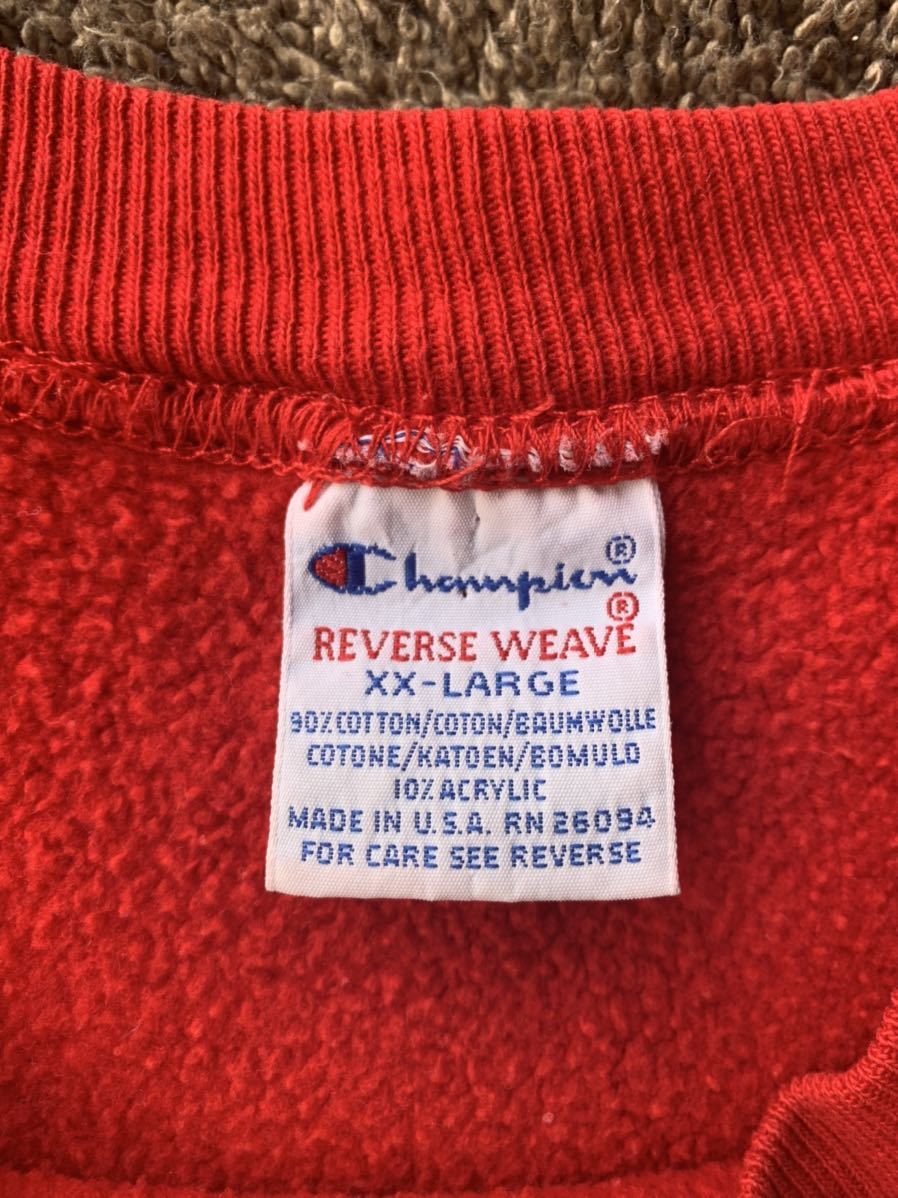 Champion®
REVERSE WEAVE®
XX-LARGE
90% COTTON/COTON/BAUMWOLLE
COTONE/KATOEN/BOMULD
10% ACRYLIC
MADE IN U.S.A. RN 26094
FOR CARE SEE REVERSE